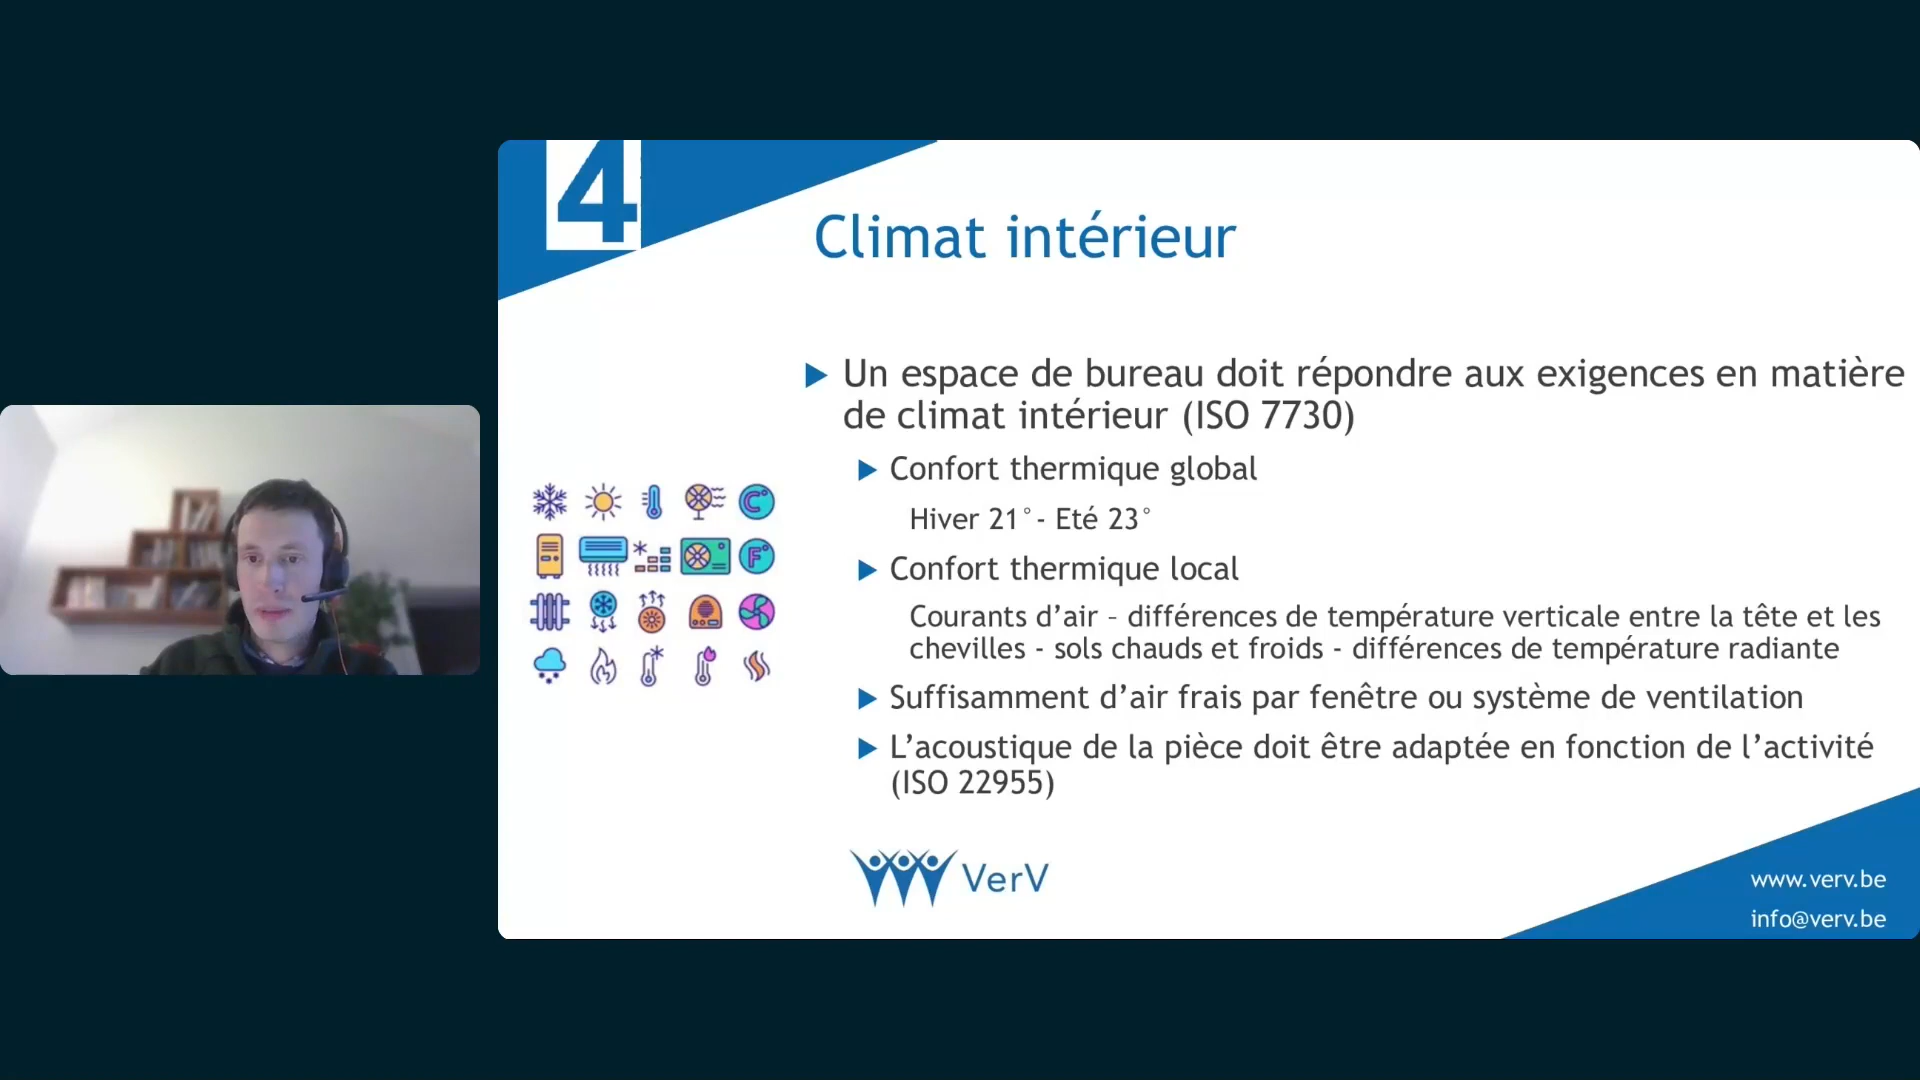 4
Climat intérieur
Un espace de bureau doit répondre aux exigences en matière
de climat intérieur (ISO 7730)
Confort thermique global
Hiver 21°- Eté 23°
Confort thermique local
Courants d’air – différences de température verticale entre la tête et les
chevilles - sols chauds et froids - différences de température radiante
Suffisamment d’air frais par fenêtre ou système de ventilation
L’acoustique de la pièce doit être adaptée en fonction de l’activité
(ISO 22955)
C°
F°
VerV
www.verv.be
info@verv.be